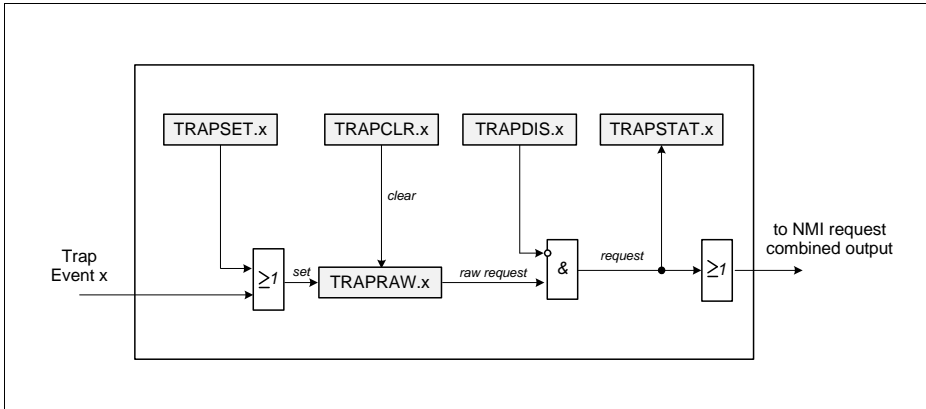 TRAPSET.x
TRAPCLR.x
TRAPDIS.x
TRAPSTAT.x
clear
Trap
Event x
≥1
set
TRAPRAW.x
raw request
&
request
≥1
to NMI request
combined output